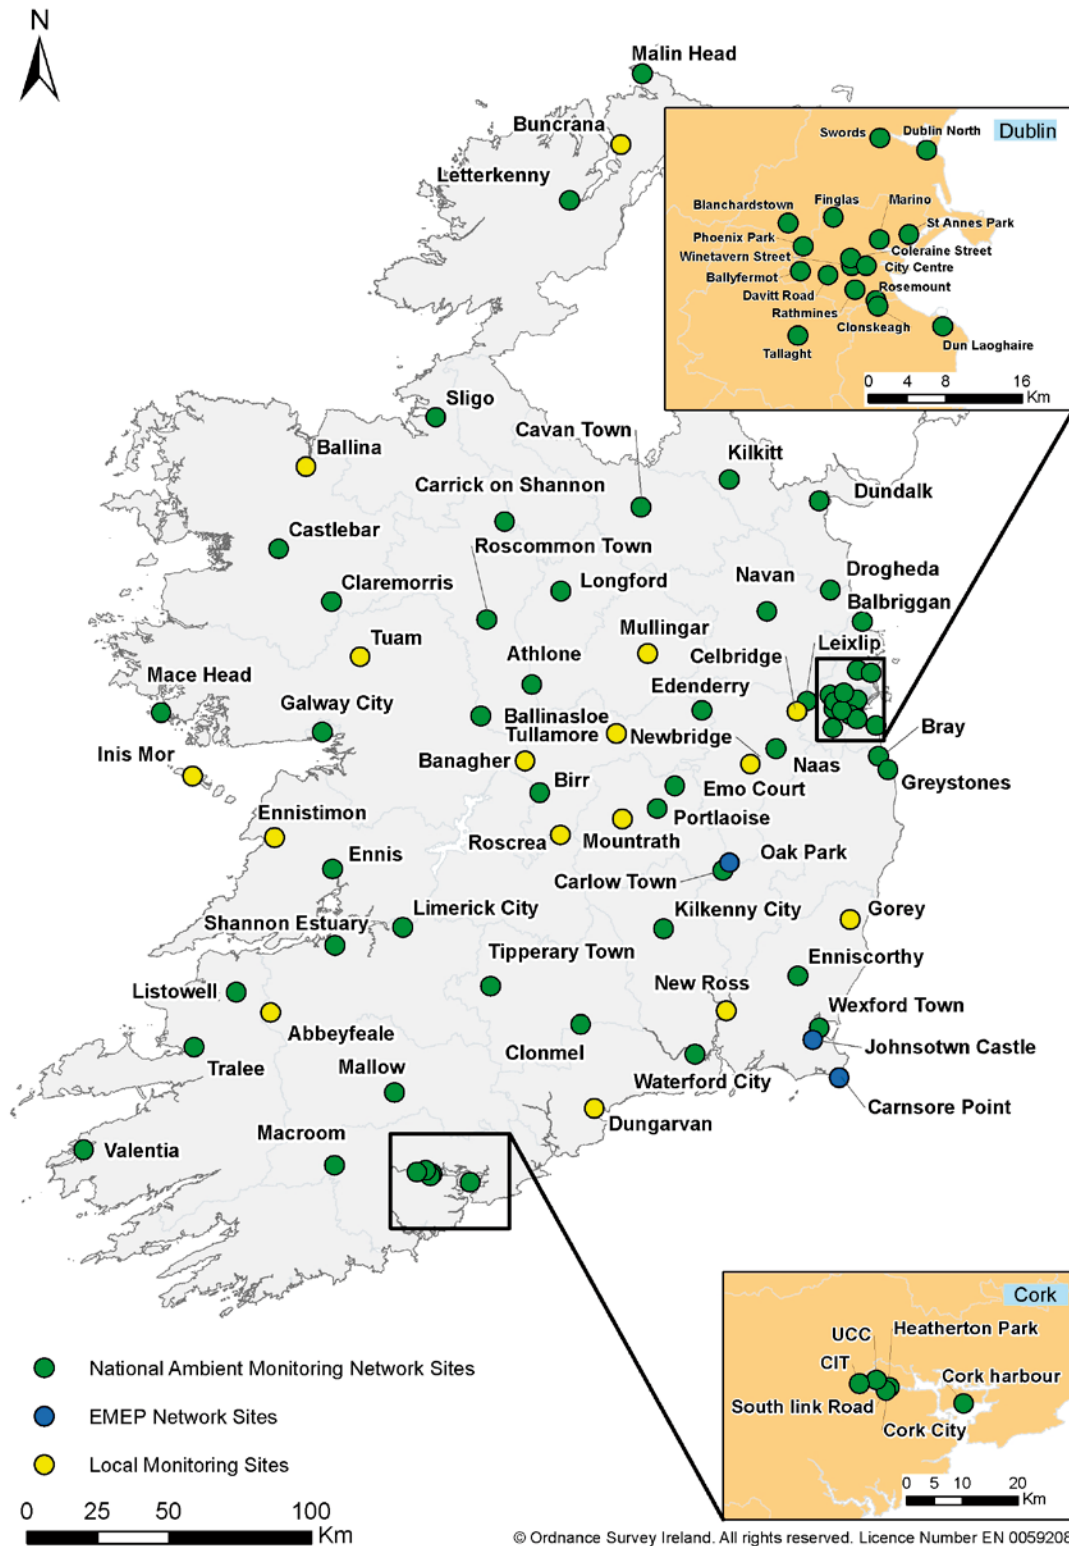 N
Malin Head
Buncrana
Letterkenny
Dublin
Swords
Dublin North
Blanchardstown
Finglas
Marino
St Annes Park
Phoenix Park
Coleraine Street
Winetavern Street
City Centre
Ballyfermot
Rosemount
Davitt Road
Rathmines
Clonskeagh
Dun Laoghaire
Tallaght
0 4 8 16
Km
Sligo
Cavan Town
Ballina
Kilkitt
Carrick on Shannon
Dundalk
Castlebar
Roscommon Town
Claremorris
Longford
Navan
Drogheda
Balbriggan
Tuam
Mullingar
Leixlip
Athlone
Celbridge
Mace Head
Edenderry
Galway City
Ballinasloe
Tullamore
Newbridge
Bray
Inis Mor
Banagher
Naas
Birr
Emo Court
Greystones
Ennistimon
Portlaoise
Roscrea
Mountrath
Ennis
Oak Park
Carlow Town
Limerick City
Kilkenny City
Gorey
Shannon Estuary
Tipperary Town
Enniscorthy
Listowell
New Ross
Wexford Town
Abbeyfeale
Clonmel
Johnsotwn Castle
Tralee
Mallow
Waterford City
Carnsore Point
Dungarvan
Macroom
Valentia
Cork
Heatherton Park
UCC
CIT
Cork harbour
South link Road
Cork City
0 5 10 20
Km
National Ambient Monitoring Network Sites
EMEP Network Sites
Local Monitoring Sites
0 25 50 100
Km
© Ordnance Survey Ireland. All rights reserved. Licence Number EN 0059208